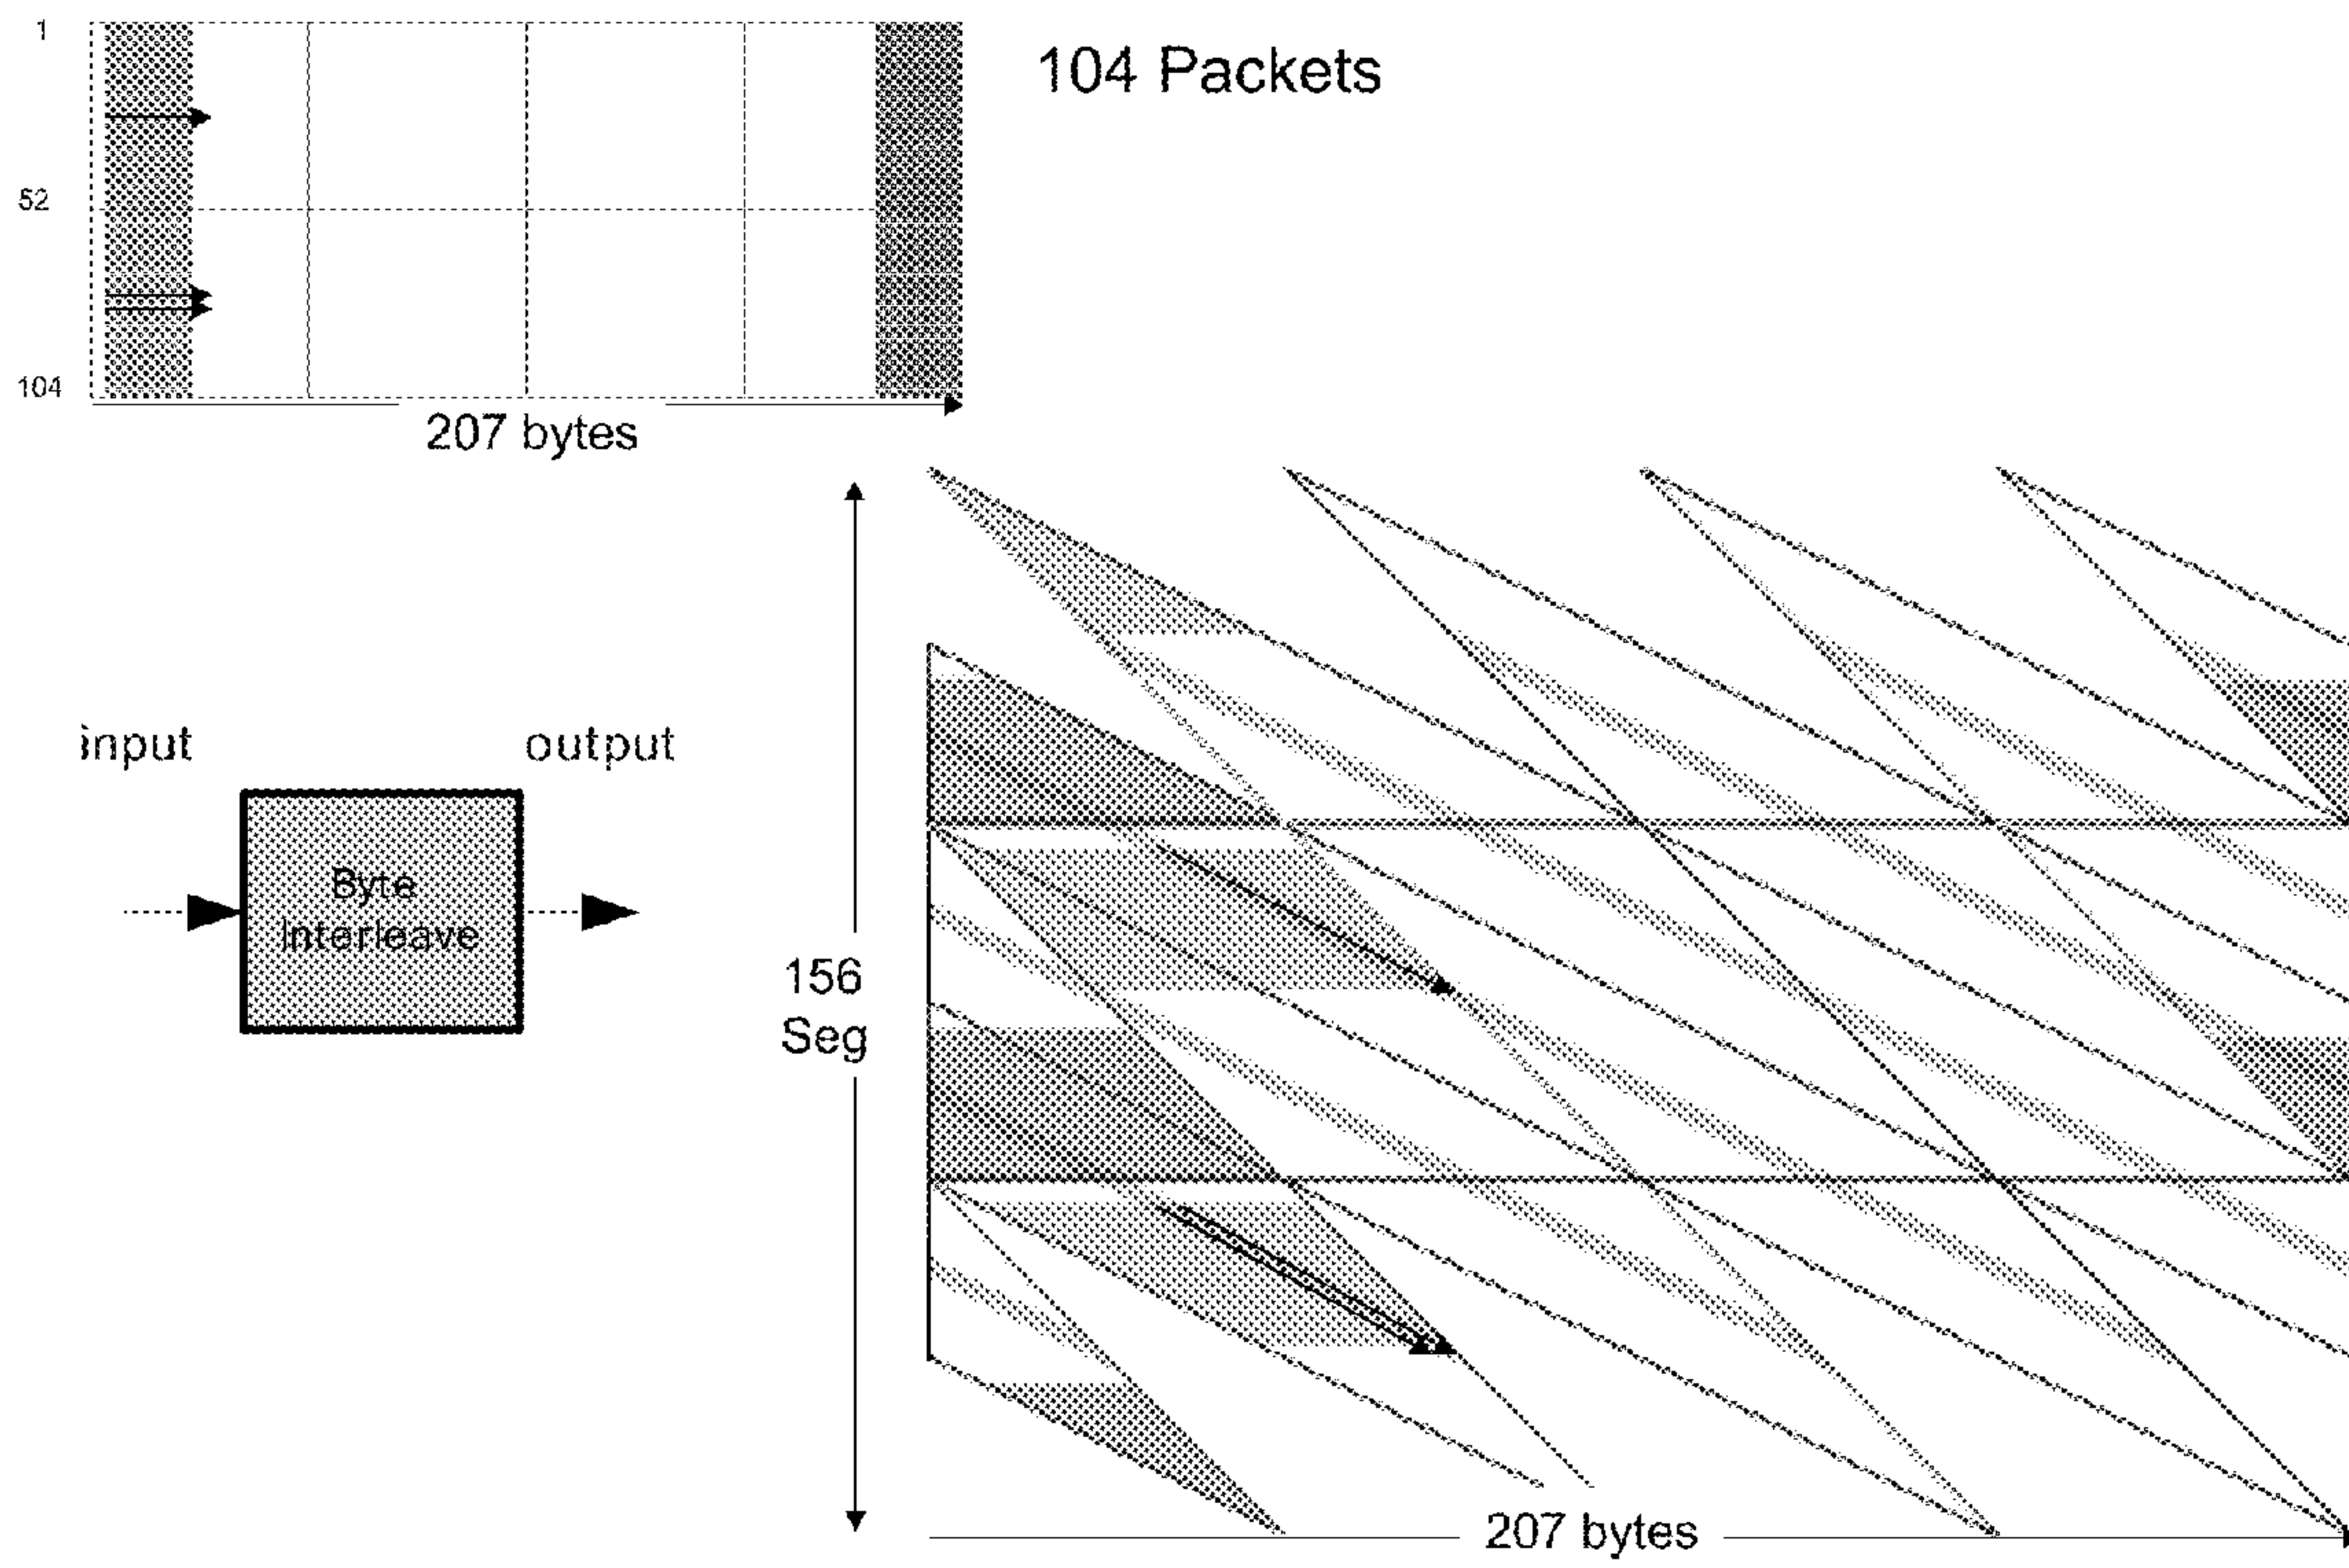 1
104 Packets
52
104
207 bytes
input
output
Byte
Interleave
156
Seg
207 bytes